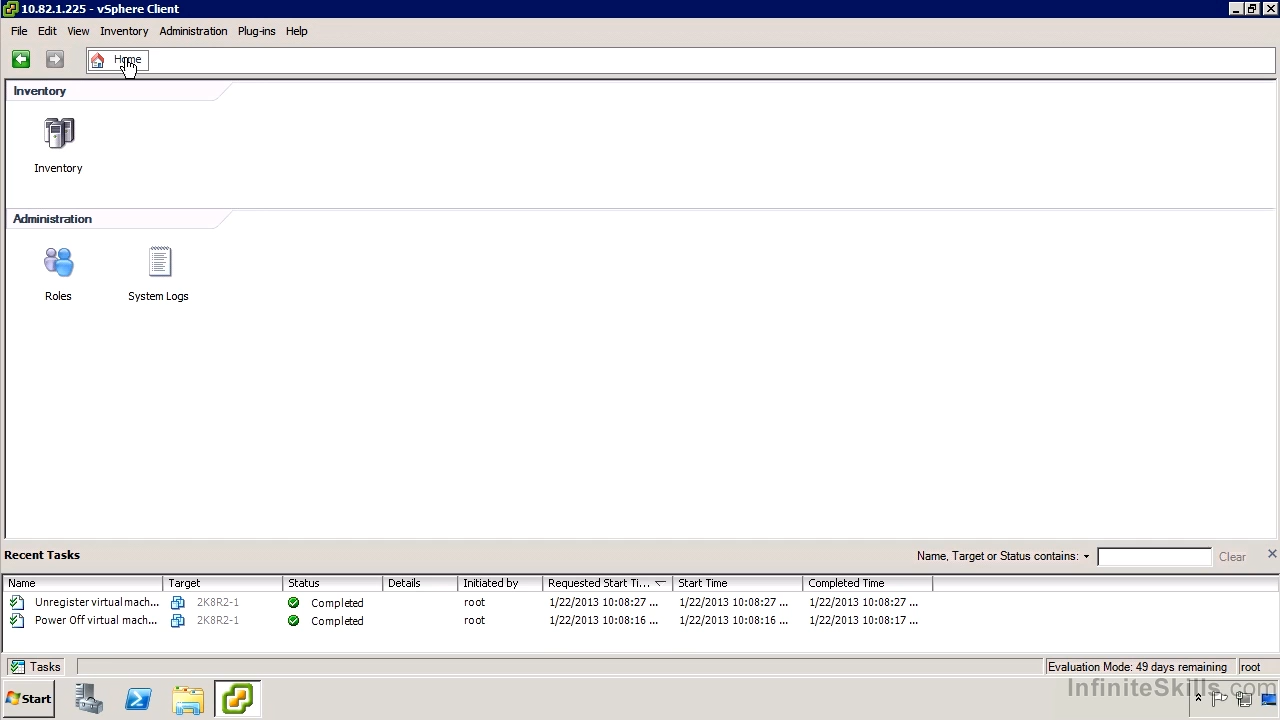 10.82.1.225 - vSphere Client
File Edit View Inventory Administration Plug-ins Help
Home
Inventory
Inventory
Administration
Roles System Logs
Recent Tasks Name, Target or Status contains: Clear
Name Target Status Details Initiated by Requested Start Ti... Start Time Completed Time
Unregister virtual mach... 2K8R2-1 Completed root 1/22/2013 10:08:27 ... 1/22/2013 10:08:27 ... 1/22/2013 10:08:27 ...
Power Off virtual mach... 2K8R2-1 Completed root 1/22/2013 10:08:16 ... 1/22/2013 10:08:16 ... 1/22/2013 10:08:17 ...
Tasks Evaluation Mode: 49 days remaining root
Start
InfiniteSkills.com